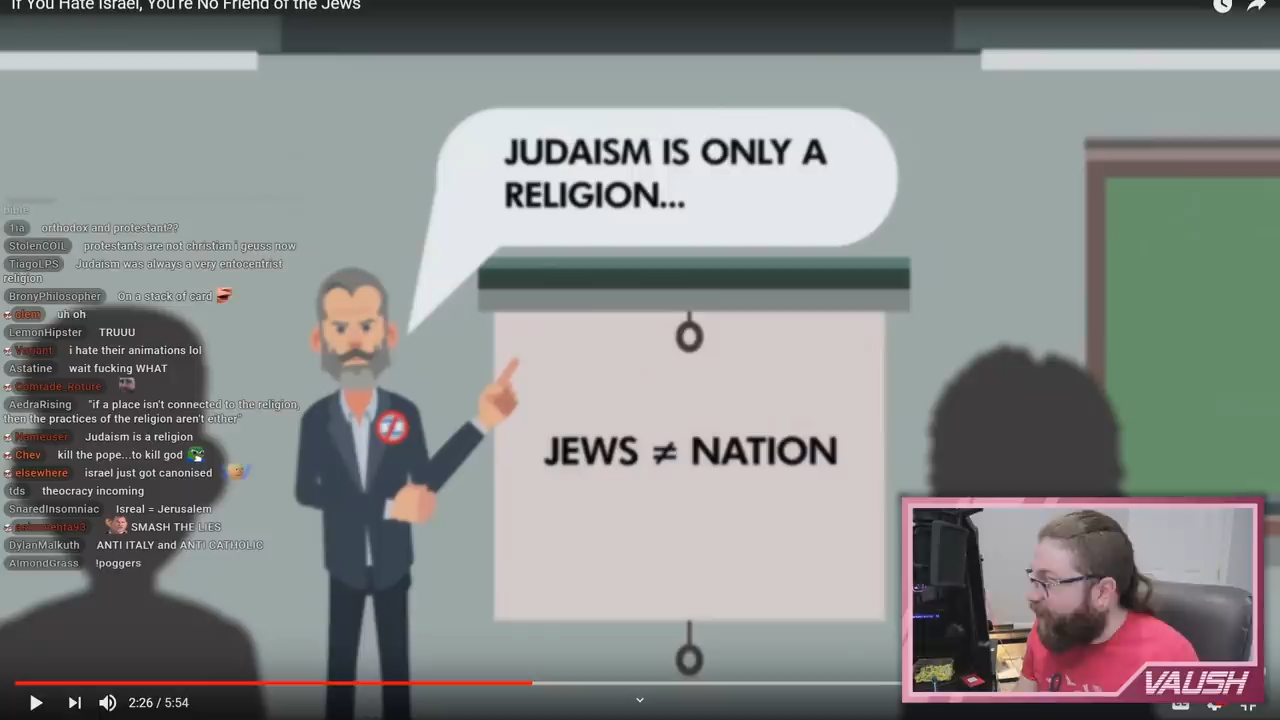 If You Hate Israel, You're No Friend of the Jews
JUDAISM IS ONLY A
RELIGION...
JEWS ≠ NATION
1ia orthodox and protestant??
StolenCOIL protestants are not christian i geuss now
TiagoLPS Judaism was always a very entocentrist
religion
BronyPhilosopher On a stack of card
olem uh oh
LemonHipster TRUUU
Variant i hate their animations lol
Astatine wait fucking WHAT
Comrade_Roture
AedraRising "if a place isn't connected to the religion,
then the practices of the religion aren't either"
Nameuser Judaism is a religion
Chev kill the pope...to kill god
elsewhere israel just got canonised
tds theocracy incoming
SnaredInsomniac Isreal = Jerusalem
SMASH THE LIES
DylanMalkuth ANTI ITALY and ANTI CATHOLIC
AlmondGrass !poggers
VAUSH
2:26 / 5:54